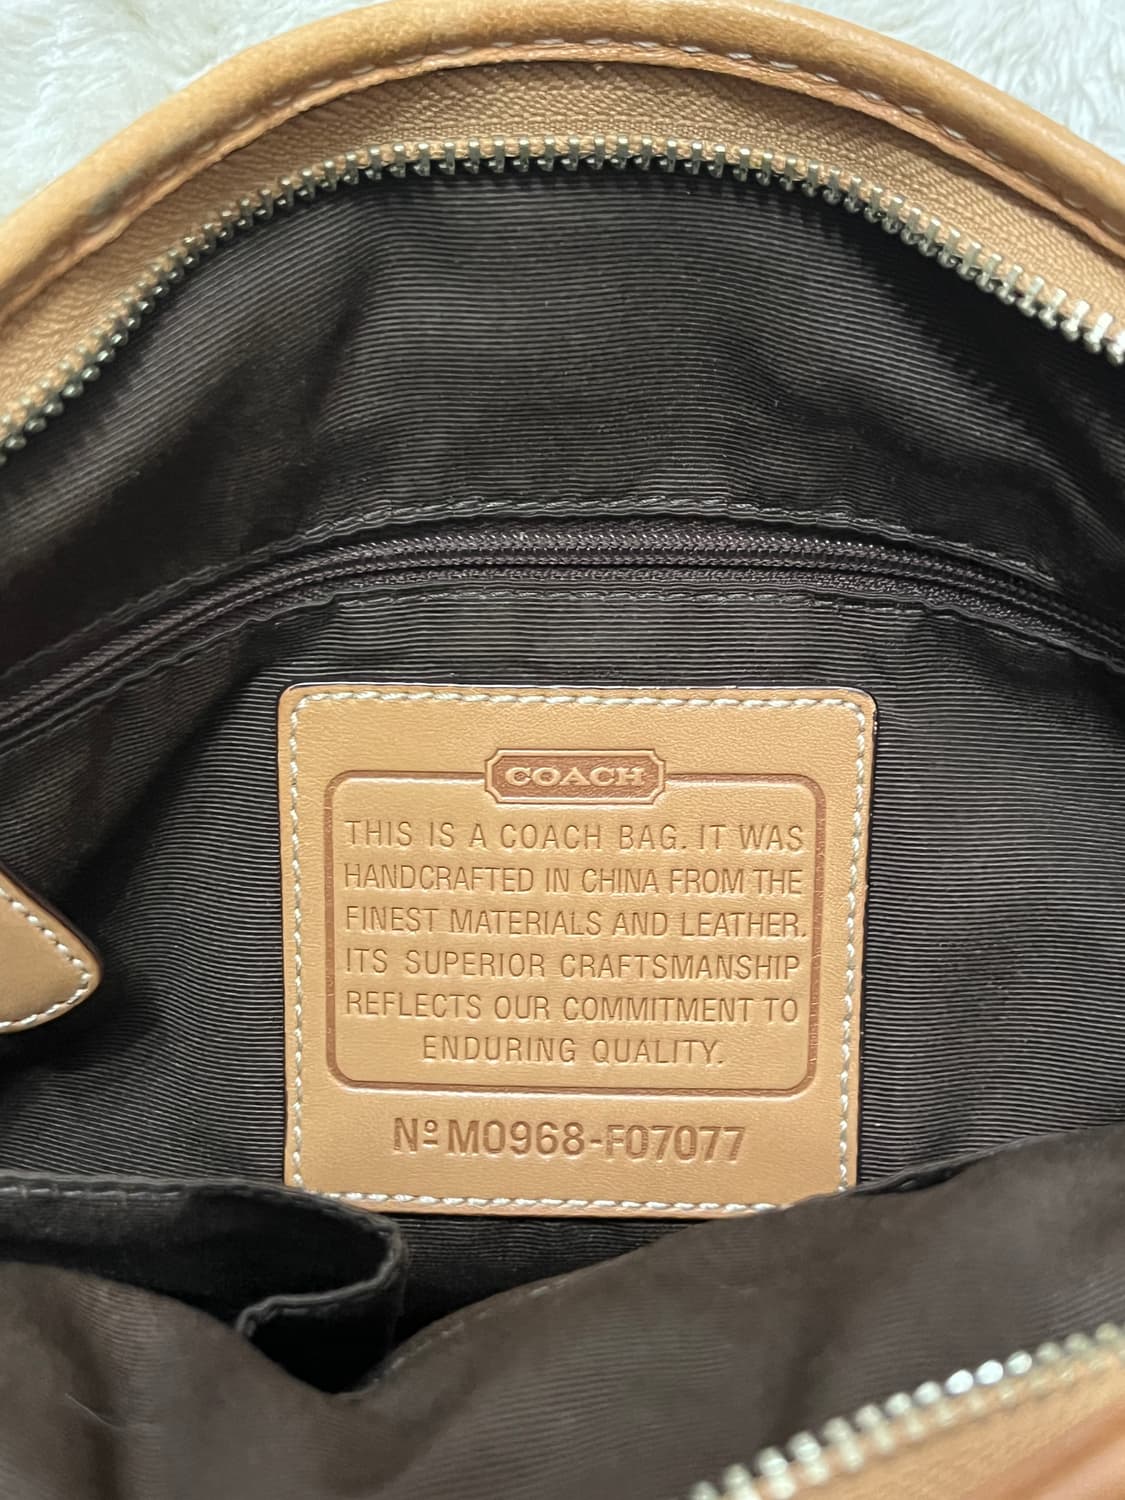 COACH
THIS IS A COACH BAG. IT WAS
HANDCRAFTED IN CHINA FROM THE
FINEST MATERIALS AND LEATHER.
ITS SUPERIOR CRAFTSMANSHIP
REFLECTS OUR COMMITMENT TO
ENDURING QUALITY.
Nº M0968-F07077